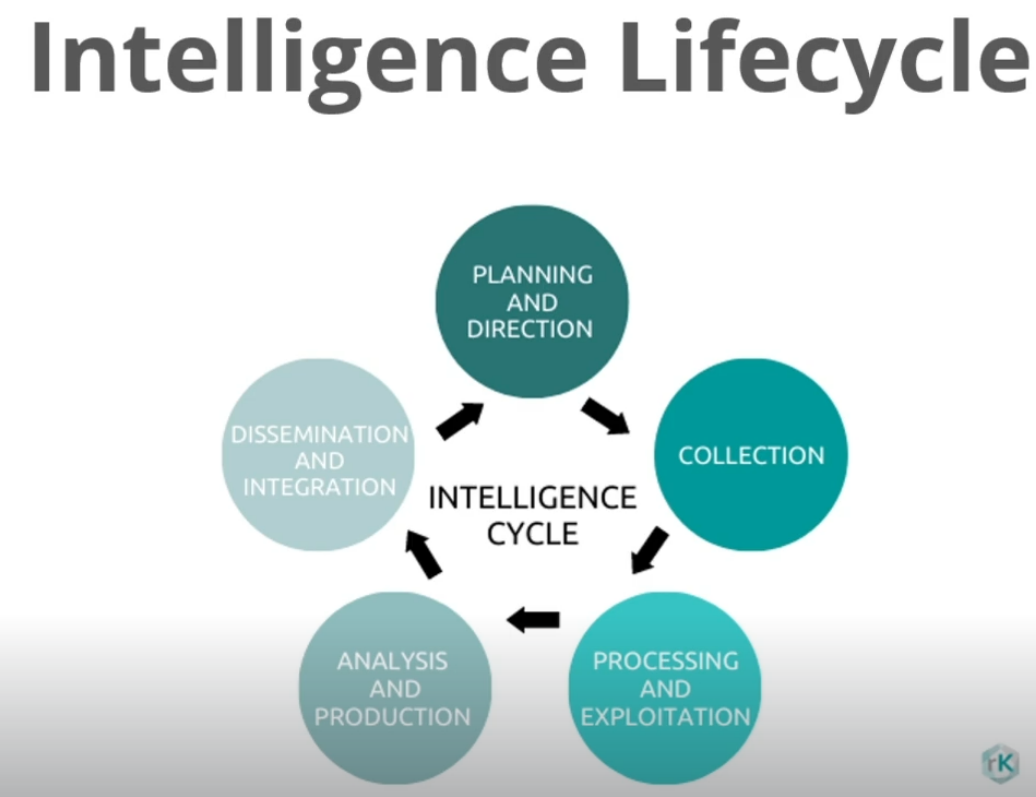 Intelligence Lifecycle
PLANNING
AND
DIRECTION
COLLECTION
PROCESSING
AND
EXPLOITATION
ANALYSIS
AND
PRODUCTION
DISSEMINATION
AND
INTEGRATION
INTELLIGENCE
CYCLE
rK